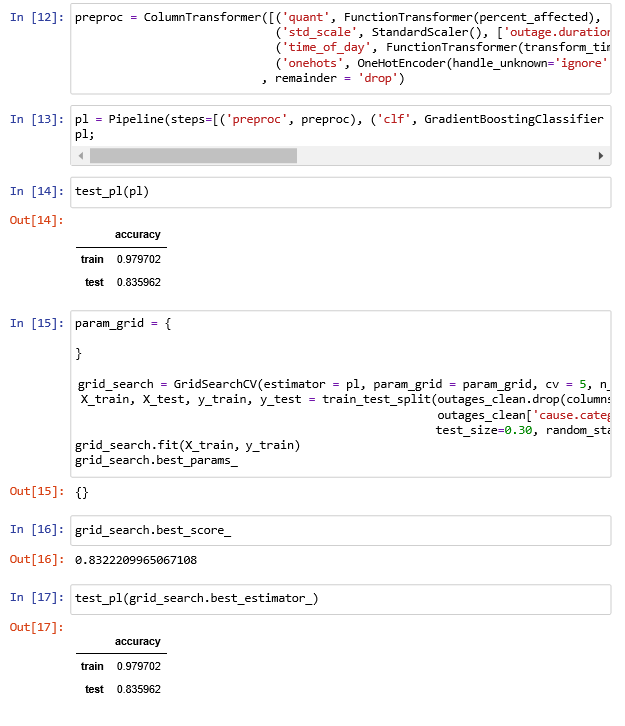 In [12]: preproc = ColumnTransformer([('quant', FunctionTransformer(percent_affected),
('std_scale', StandardScaler(), ['outage.duration
('time_of_day', FunctionTransformer(transform_tim
('onehots', OneHotEncoder(handle_unknown='ignore'
, remainder = 'drop')
In [13]: pl = Pipeline(steps=[('preproc', preproc), ('clf', GradientBoostingClassifier
pl;
In [14]: test_pl(pl)
Out[14]:
accuracy
train 0.979702
test 0.835962
In [15]: param_grid = {
}
grid_search = GridSearchCV(estimator = pl, param_grid = param_grid, cv = 5, n_
X_train, X_test, y_train, y_test = train_test_split(outages_clean.drop(columns
outages_clean['cause.categ
test_size=0.30, random_sta
grid_search.fit(X_train, y_train)
grid_search.best_params_
Out[15]: {}
In [16]: grid_search.best_score_
Out[16]: 0.8322209965067108
In [17]: test_pl(grid_search.best_estimator_)
Out[17]:
accuracy
train 0.979702
test 0.835962